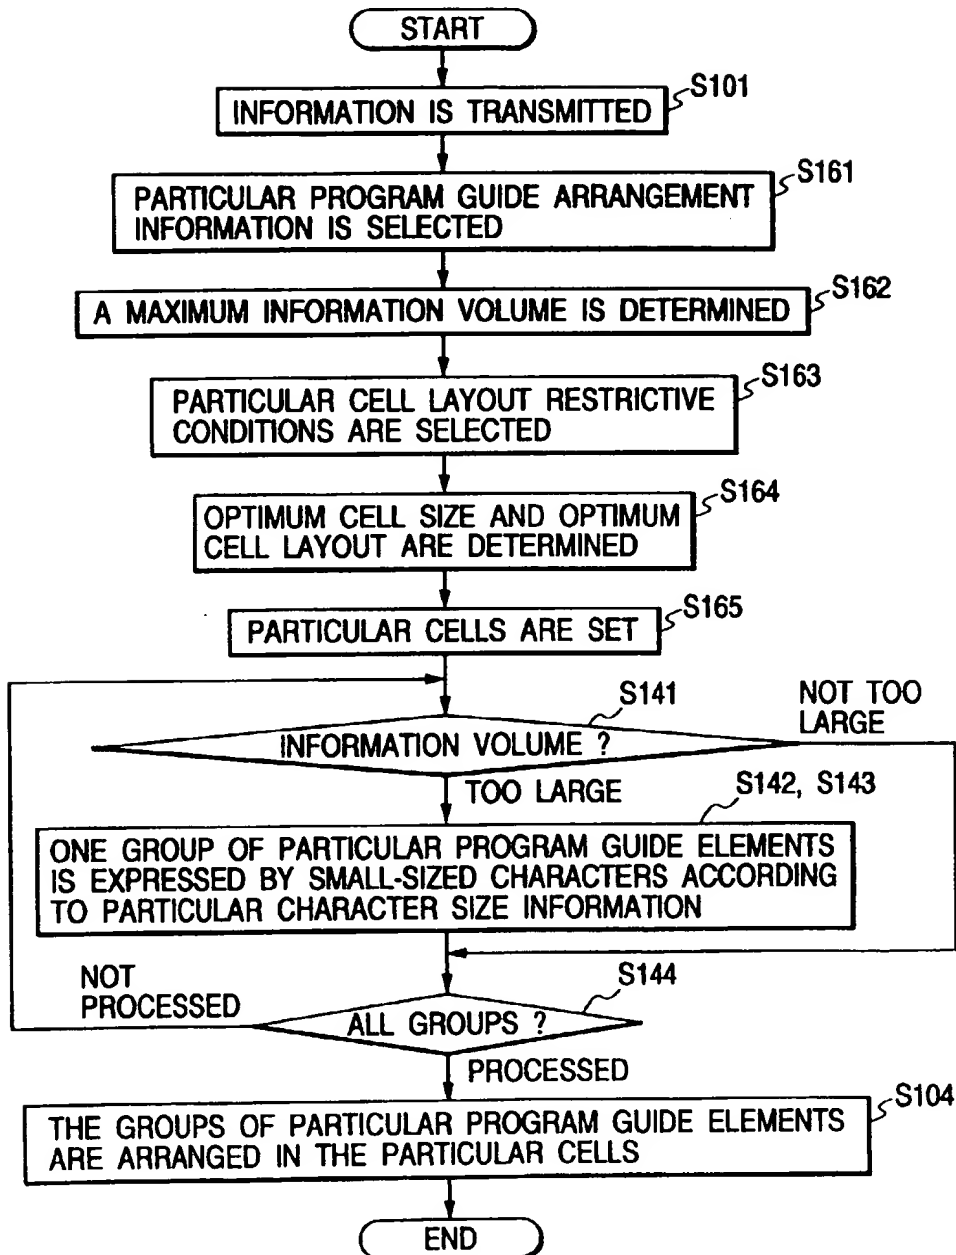 START
S101
INFORMATION IS TRANSMITTED
S161
PARTICULAR PROGRAM GUIDE ARRANGEMENT
INFORMATION IS SELECTED
S162
A MAXIMUM INFORMATION VOLUME IS DETERMINED
S163
PARTICULAR CELL LAYOUT RESTRICTIVE
CONDITIONS ARE SELECTED
S164
OPTIMUM CELL SIZE AND OPTIMUM
CELL LAYOUT ARE DETERMINED
S165
PARTICULAR CELLS ARE SET
S141
NOT TOO
LARGE
INFORMATION VOLUME ?
TOO LARGE
S142, S143
ONE GROUP OF PARTICULAR PROGRAM GUIDE ELEMENTS
IS EXPRESSED BY SMALL-SIZED CHARACTERS ACCORDING
TO PARTICULAR CHARACTER SIZE INFORMATION
NOT
PROCESSED
S144
ALL GROUPS ?
PROCESSED
S104
THE GROUPS OF PARTICULAR PROGRAM GUIDE ELEMENTS
ARE ARRANGED IN THE PARTICULAR CELLS
END